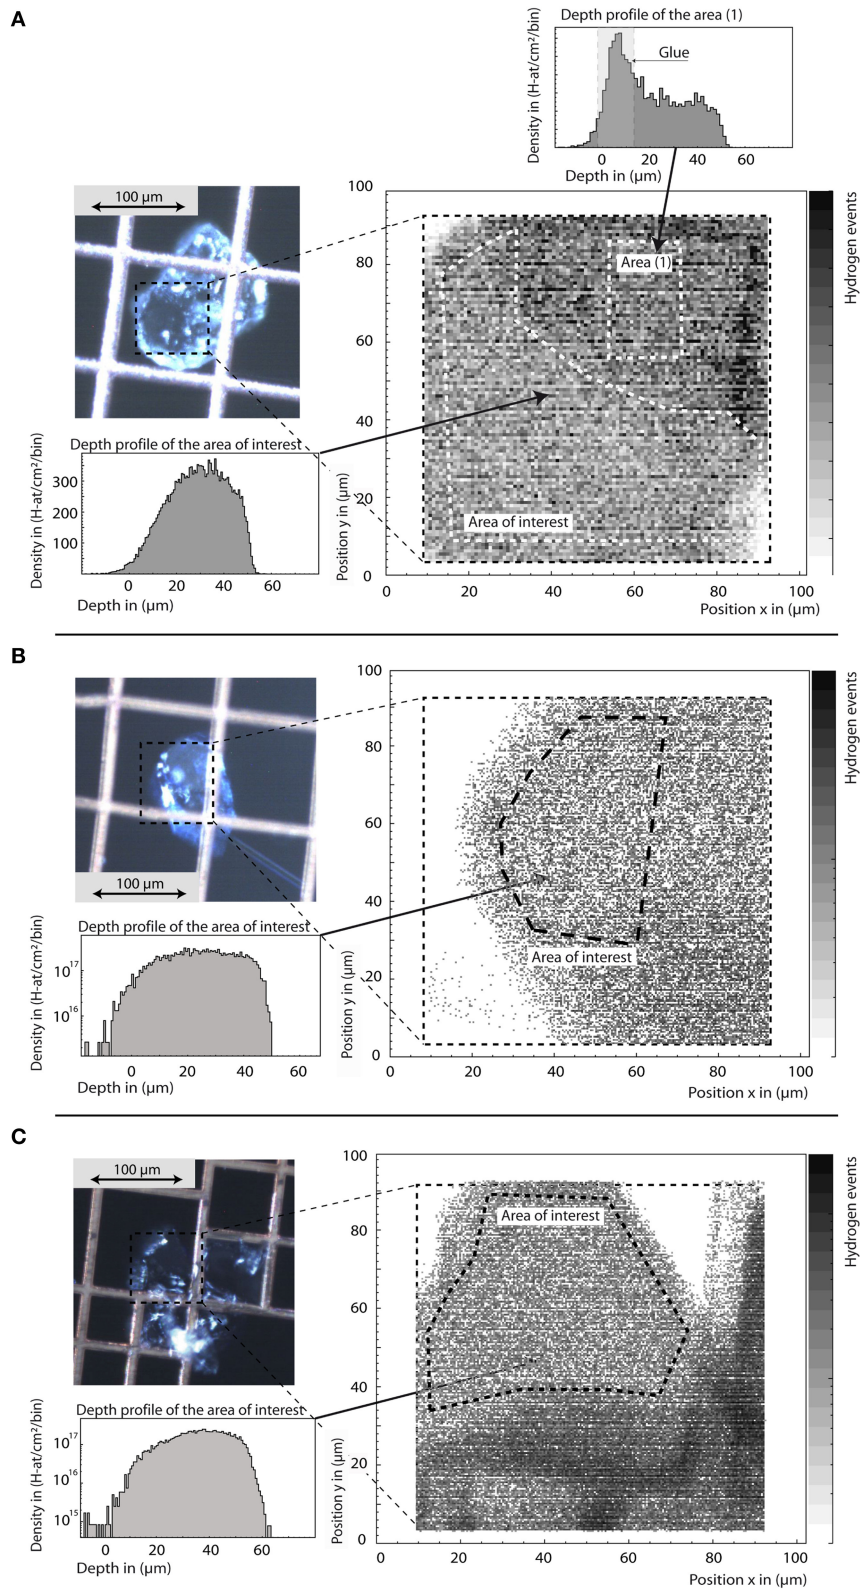 A
Depth profile of the area (1)
Density in (H-at/cm²/bin)
Glue
0 20 40 60
Depth in (µm)
100 µm
100
80
60
40
20
0
Position y in (µm)
Area (1)
Area of interest
0 20 40 60 80 100
Position x in (µm)
Hydrogen events
Depth profile of the area of interest
Density in (H-at/cm²/bin)
300
200
100
0 20 40 60
Depth in (µm)
B
100 µm
100
80
60
40
20
0
Position y in (µm)
Area of interest
0 20 40 60 80 100
Position x in (µm)
Hydrogen events
Depth profile of the area of interest
Density in (H-at/cm²/bin)
10¹⁷
10¹⁶
0 20 40 60
Depth in (µm)
C
100 µm
100
80
60
40
20
0
Position y in (µm)
Area of interest
0 20 40 60 80 100
Position x in (µm)
Hydrogen events
Depth profile of the area of interest
Density in (H-at/cm²/bin)
10¹⁷
10¹⁶
10¹⁵
0 20 40 60
Depth in (µm)